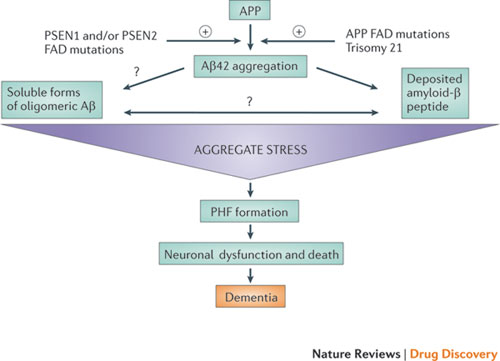 APP
PSEN1 and/or PSEN2
FAD mutations
+
+
APP FAD mutations
Trisomy 21
?
Aβ42 aggregation
Soluble forms
of oligomeric Aβ
?
Deposited
amyloid-β
peptide
AGGREGATE STRESS
PHF formation
Neuronal dysfunction and death
Dementia
Nature Reviews | Drug Discovery